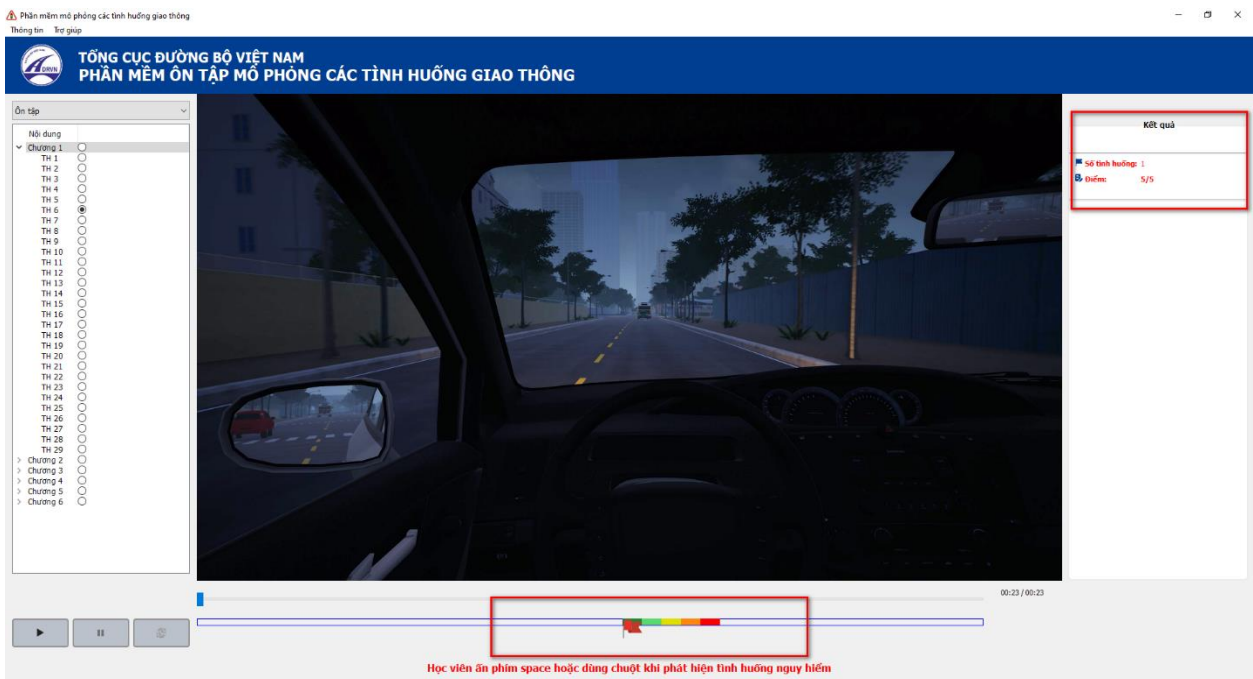 Phần mềm mô phỏng các tình huống giao thông
Thông tin Trợ giúp
TỔNG CỤC ĐƯỜNG BỘ VIỆT NAM
PHẦN MỀM ÔN TẬP MÔ PHỎNG CÁC TÌNH HUỐNG GIAO THÔNG
DRVN
Ôn tập
Nội dung
Chương 1
TH 1
TH 2
TH 3
TH 4
TH 5
TH 6
TH 7
TH 8
TH 9
TH 10
TH 11
TH 12
TH 13
TH 14
TH 15
TH 16
TH 17
TH 18
TH 19
TH 20
TH 21
TH 22
TH 23
TH 24
TH 25
TH 26
TH 27
TH 28
TH 29
Chương 2
Chương 3
Chương 4
Chương 5
Chương 6
Kết quả
Số tình huống: 1
Điểm: 5/5
00:23 / 00:23
Học viên ấn phím space hoặc dùng chuột khi phát hiện tình huống nguy hiểm